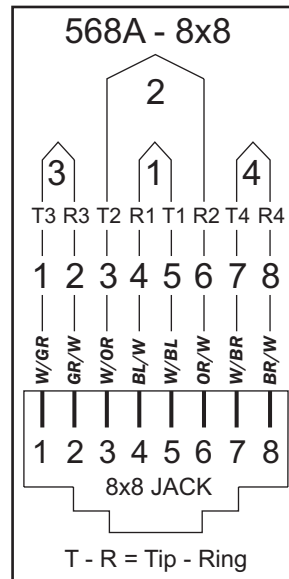 568A - 8x8
2
3 1 4
T3 R3 T2 R1 T1 R2 T4 R4
1 2 3 4 5 6 7 8
W/GR GR/W W/OR BL/W W/BL OR/W W/BR BR/W
1 2 3 4 5 6 7 8
8x8 JACK
T - R = Tip - Ring